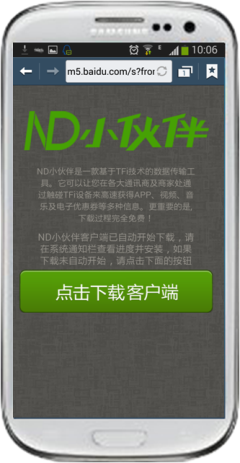 SAMSUNG
10:06
m5.baidu.com/s?fror
1
ND小伙伴
ND小伙伴是一款基于TFi技术的数据传输工
具。它可以让您在各大通讯商及商家处通
过触碰TFi设备来高速获得APP、视频、音
乐及电子优惠券等多种信息。更重要的是,
下载过程完全免费!
ND小伙伴客户端已自动开始下载，请
在系统通知栏查看进度并安装，如果
下载未自动开始，请点击下面的按钮
点击下载客户端